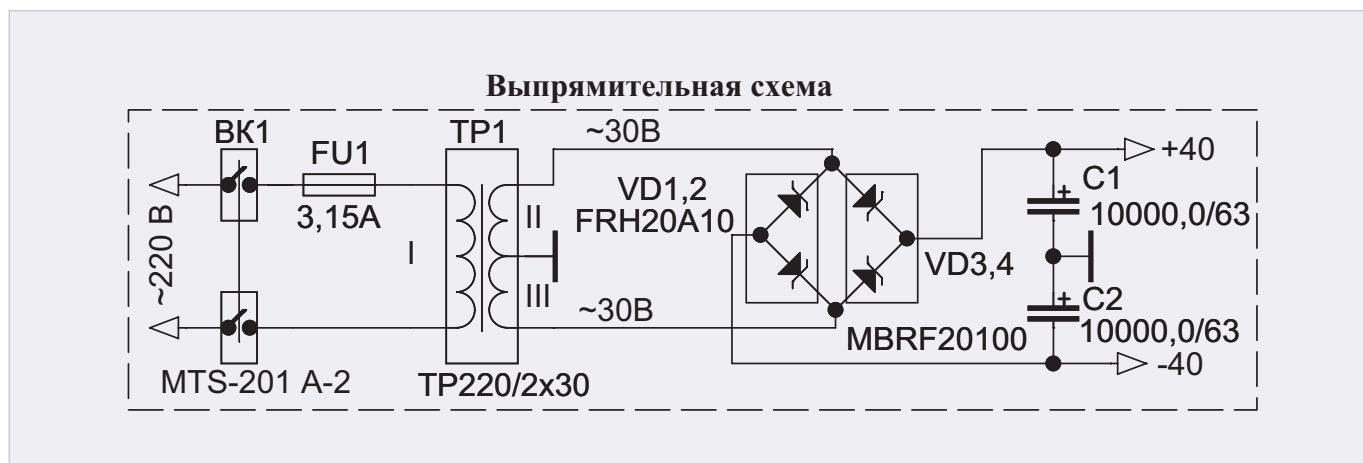 Выпрямительная схема
ВК1
FU1
3,15А
~220 В
MTS-201 A-2
ТР1
I
II
III
ТР220/2x30
~30В
~30В
VD1,2
FRH20A10
VD3,4
MBRF20100
C1
10000,0/63
C2
10000,0/63
+
+
+40
-40